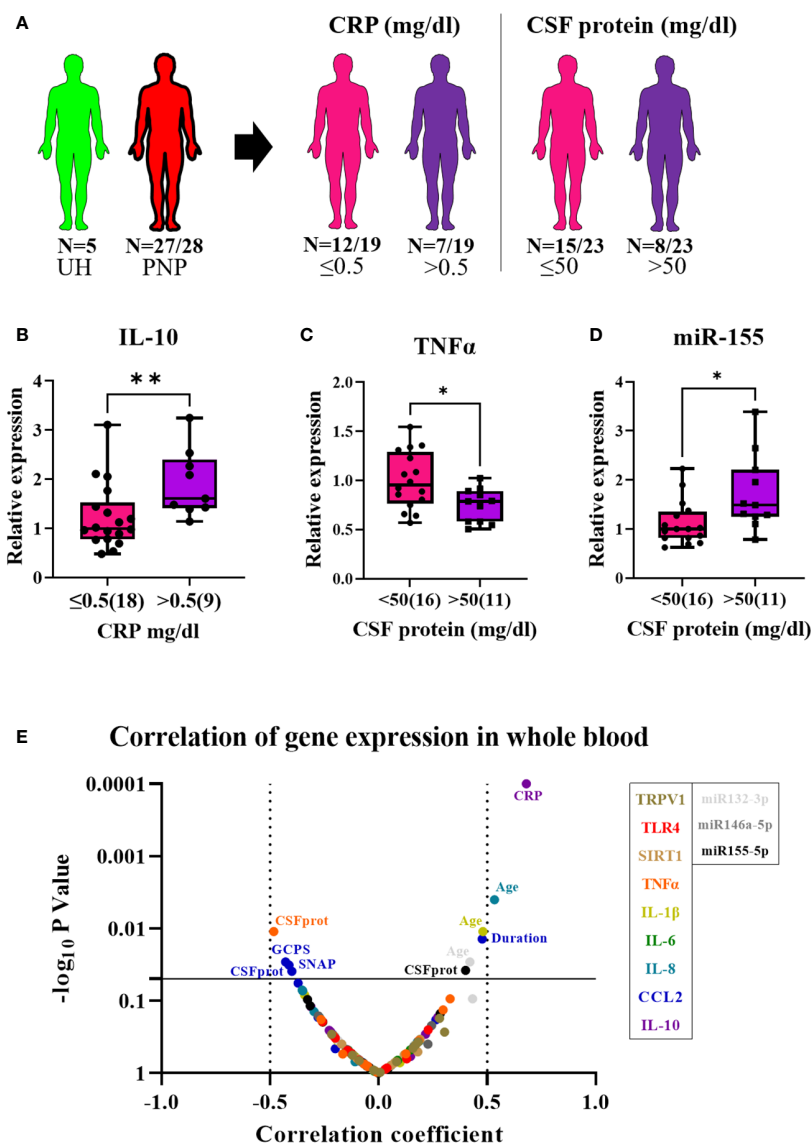 A
CRP (mg/dl)
CSF protein (mg/dl)
N=5
N=27/28
N=12/19
N=7/19
N=15/23
N=8/23
UH
PNP
≤0.5
>0.5
≤50
>50
B
IL-10
**
Relative expression
4
3
2
1
0
≤0.5(18)
>0.5(9)
CRP mg/dl
C
TNFα
*
Relative expression
2.0
1.5
1.0
0.5
0.0
<50(16)
>50(11)
CSF protein (mg/dl)
D
miR-155
*
Relative expression
4
3
2
1
0
<50(16)
>50(11)
CSF protein (mg/dl)
E
Correlation of gene expression in whole blood
-log10 P Value
0.0001
0.001
0.01
0.1
1
CRP
Age
CSFprot
Age
Duration
GCPS
SNAP
CSFprot
Age
CSFprot
-1.0
-0.5
0.0
0.5
1.0
Correlation coefficient
TRPV1
TLR4
SIRT1
TNFα
IL-1β
IL-6
IL-8
CCL2
IL-10
miR132-3p
miR146a-5p
miR155-5p